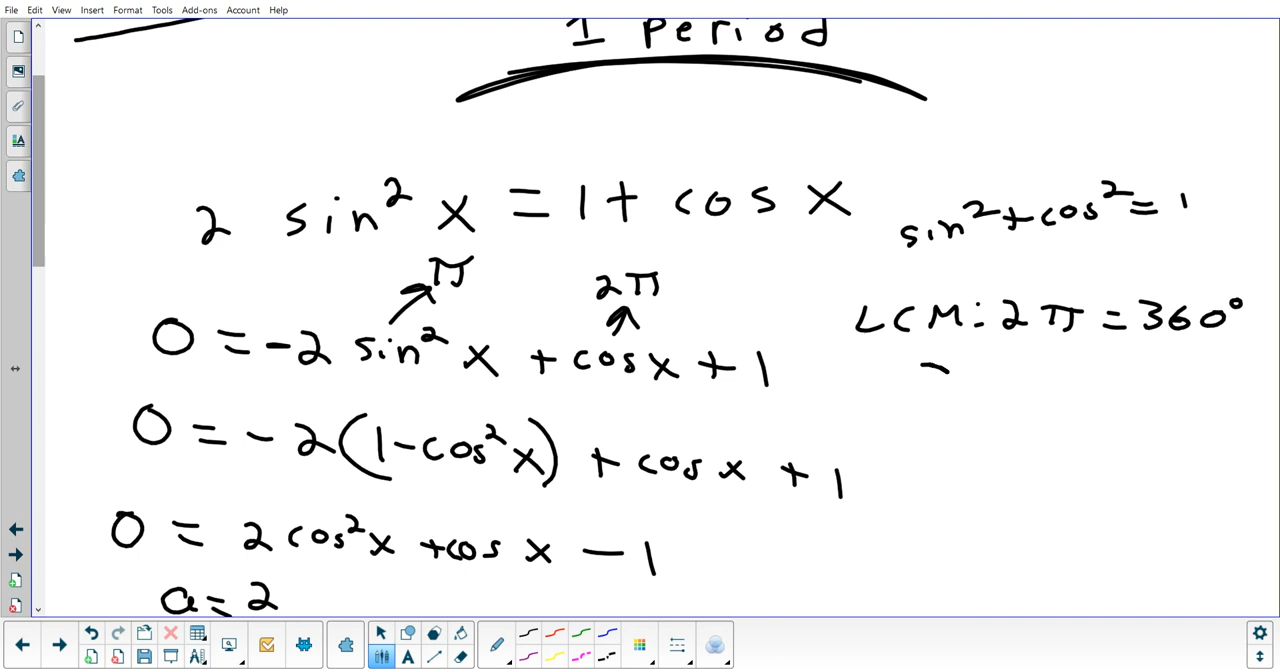 File Edit View Insert Format Tools Add-ons Account Help
1 Period
2 sin² x = 1 + cos x
sin² + cos² = 1
π
2π
LCM: 2π = 360°
0 = -2 sin² x + cos x + 1
0 = -2(1-cos² x) + cos x + 1
0 = 2 cos² x + cos x - 1
a = 2